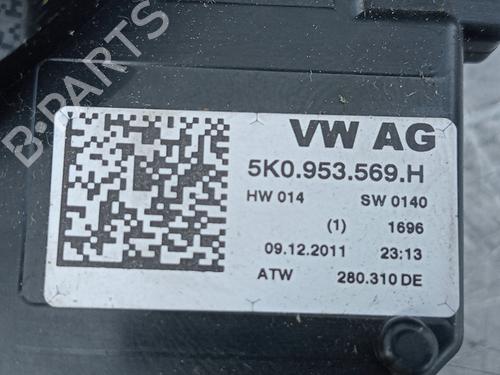 B-PARTS
VW AG
5K0.953.569.H
HW 014 SW 0140
(1) 1696
09.12.2011 23:13
ATW 280.310 DE